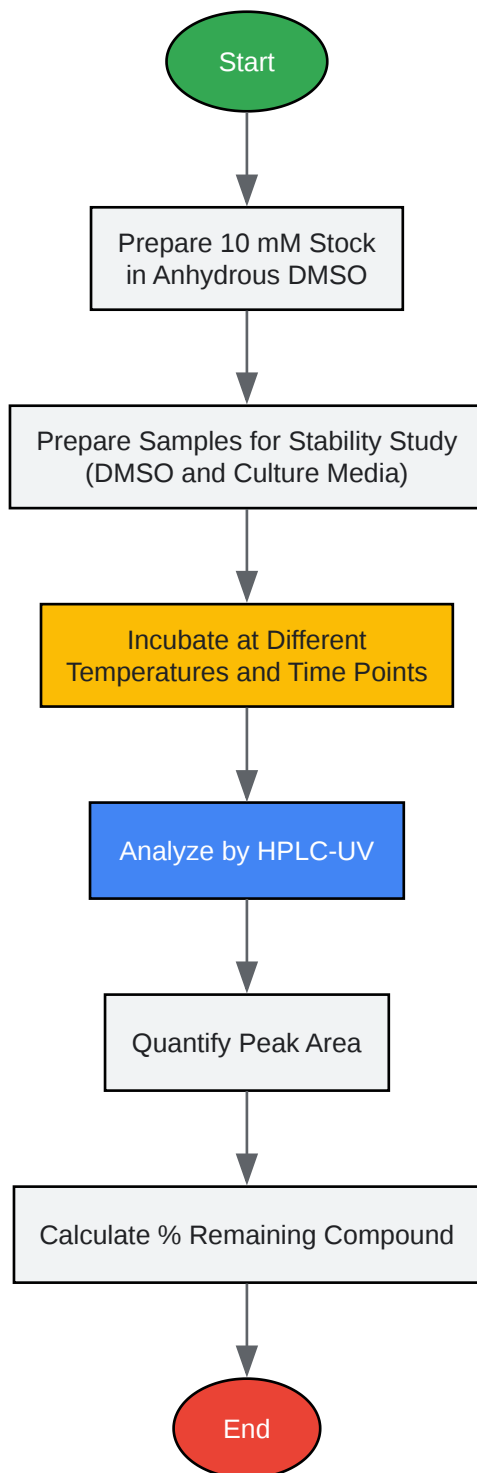 Start
Prepare 10 mM Stock
in Anhydrous DMSO
Prepare Samples for Stability Study
(DMSO and Culture Media)
Incubate at Different
Temperatures and Time Points
Analyze by HPLC-UV
Quantify Peak Area
Calculate % Remaining Compound
End